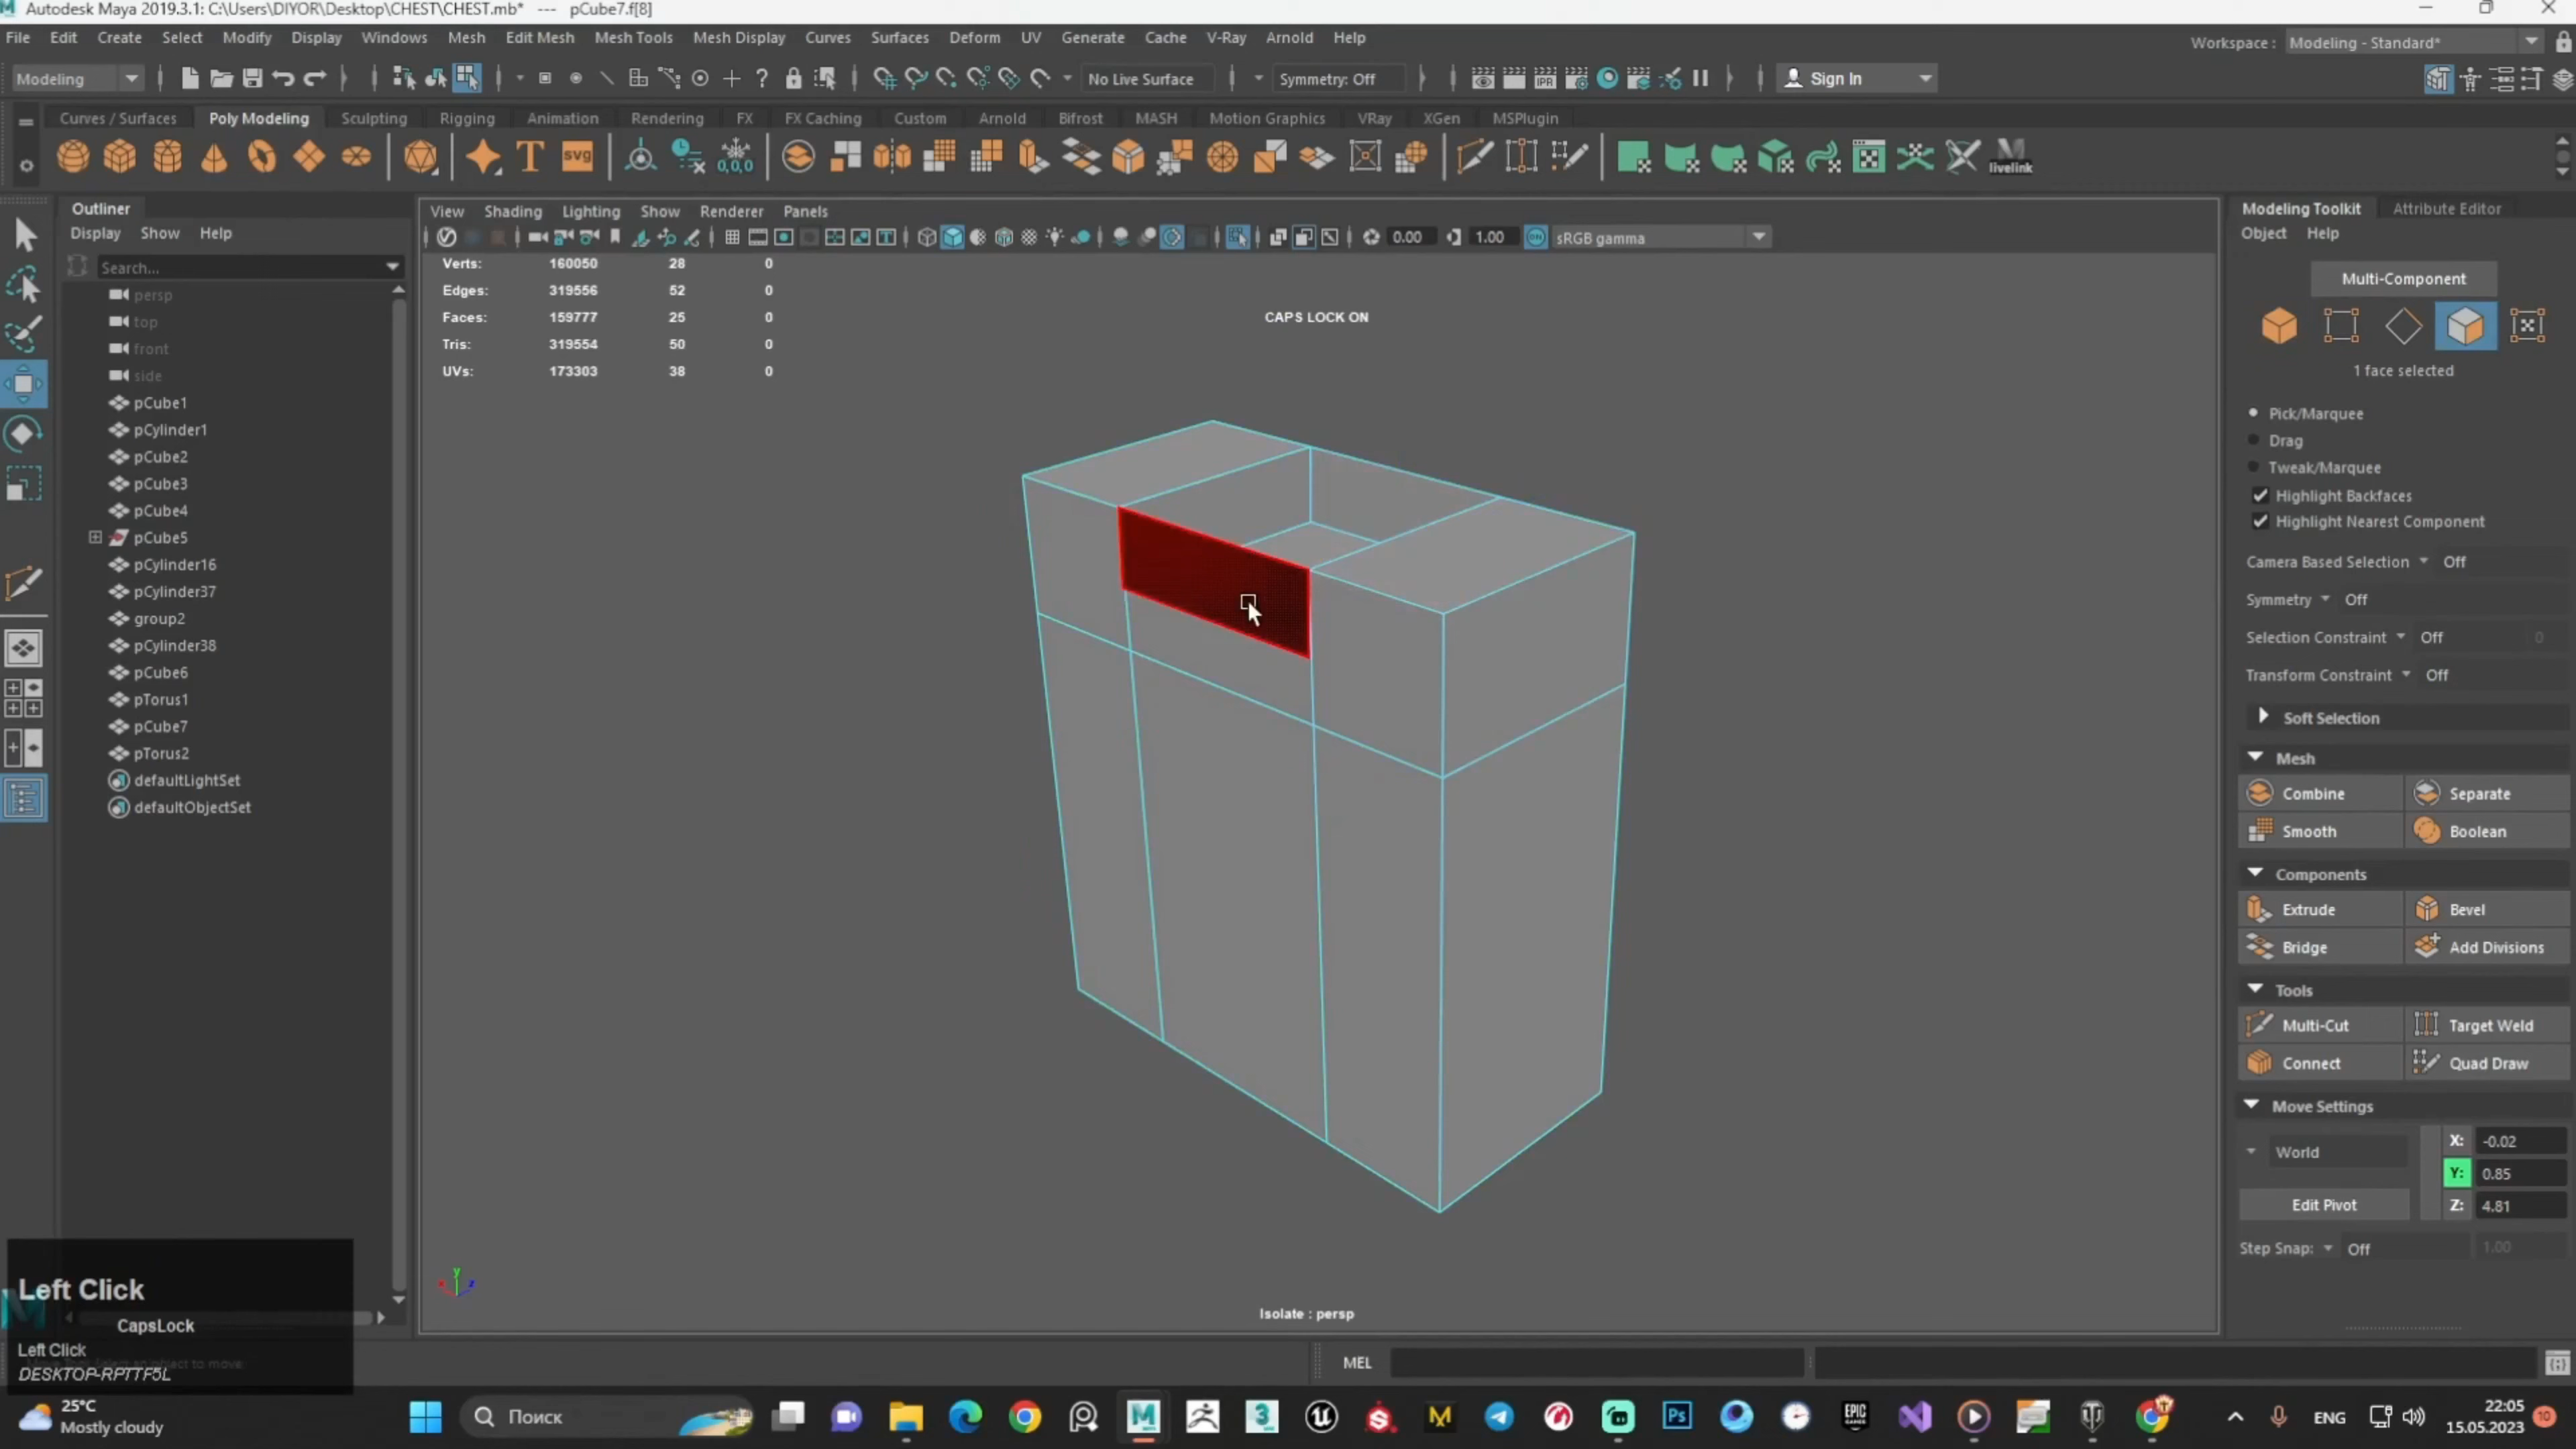 Autodesk Maya 2019.3.1: C:\Users\DIYOR\Desktop\CHEST\CHEST.mb* --- pCube7.f[8]
File Edit Create Select Modify Display Windows Mesh Edit Mesh Mesh Tools Mesh Display Curves Surfaces Deform UV Generate Cache V-Ray Arnold Help
Workspace : Modeling - Standard*
Modeling
No Live Surface
Symmetry: Off
Sign In
Curves / Surfaces Poly Modeling Sculpting Rigging Animation Rendering FX FX Caching Custom Arnold Bifrost MASH Motion Graphics VRay XGen MSPlugin
livelink
Outliner
Display Show Help
Search...
persp
top
front
side
pCube1
pCylinder1
pCube2
pCube3
pCube4
pCube5
pCylinder16
pCylinder37
group2
pCylinder38
pCube6
pTorus1
pCube7
pTorus2
defaultLightSet
defaultObjectSet
View Shading Lighting Show Renderer Panels
0.00 1.00 sRGB gamma
Verts: 160050 28 0
Edges: 319556 52 0
Faces: 159777 25 0
Tris: 319554 50 0
UVs: 173303 38 0
CAPS LOCK ON
Isolate : persp
Modeling Toolkit Attribute Editor
Object Help
Multi-Component
1 face selected
Pick/Marquee
Drag
Tweak/Marquee
Highlight Backfaces
Highlight Nearest Component
Camera Based Selection Off
Symmetry Off
Selection Constraint Off 0
Transform Constraint Off
Soft Selection
Mesh
Combine Separate
Smooth Boolean
Components
Extrude Bevel
Bridge Add Divisions
Tools
Multi-Cut Target Weld
Connect Quad Draw
Move Settings
World
X: -0.02
Y: 0.85
Z: 4.81
Edit Pivot
Step Snap: Off 1.00
Left Click
CapsLock
Left Click
DESKTOP-RPTTF5L
MEL
25°C
Mostly cloudy
Поиск
ENG
22:05
15.05.2023
10